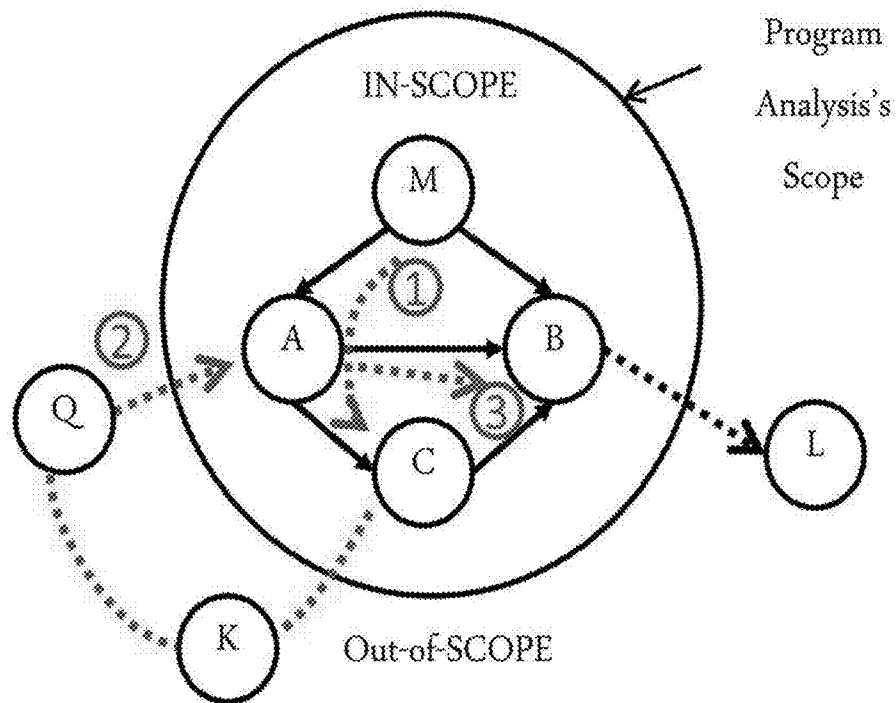 Program
Analysis's
Scope
IN-SCOPE
M
①
A
B
②
③
Q
C
L
K
Out-of-SCOPE